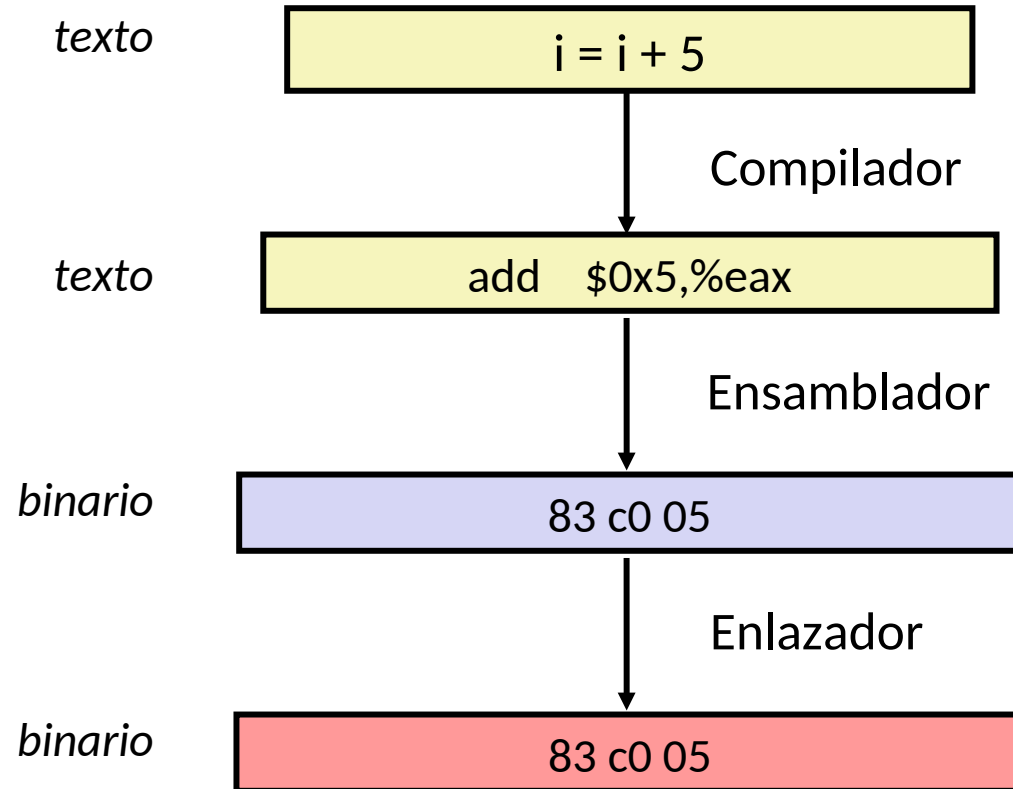 texto
i = i + 5
Compilador
texto
add $0x5,%eax
Ensamblador
binario
83 c0 05
Enlazador
binario
83 c0 05